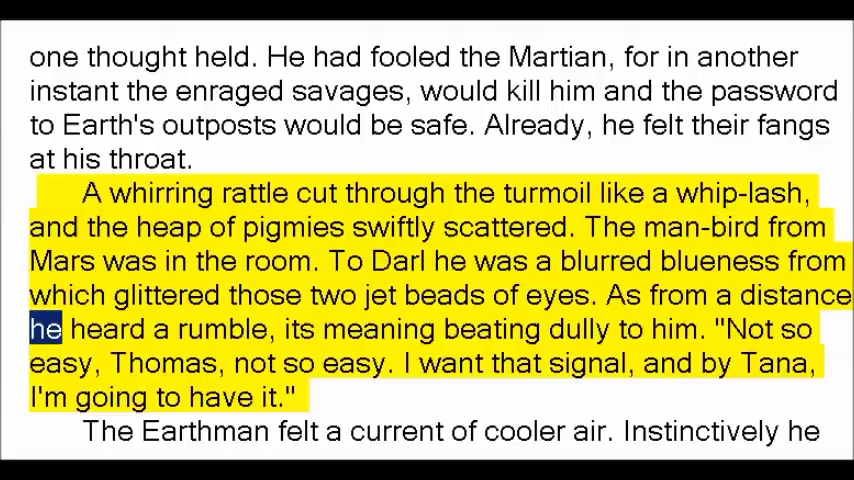 one thought held. He had fooled the Martian, for in another
instant the enraged savages, would kill him and the password
to Earth's outposts would be safe. Already, he felt their fangs
at his throat.
A whirring rattle cut through the turmoil like a whip-lash,
and the heap of pigmies swiftly scattered. The man-bird from
Mars was in the room. To Darl he was a blurred blueness from
which glittered those two jet beads of eyes. As from a distance
he heard a rumble, its meaning beating dully to him. "Not so
easy, Thomas, not so easy. I want that signal, and by Tana,
I'm going to have it."
The Earthman felt a current of cooler air. Instinctively he